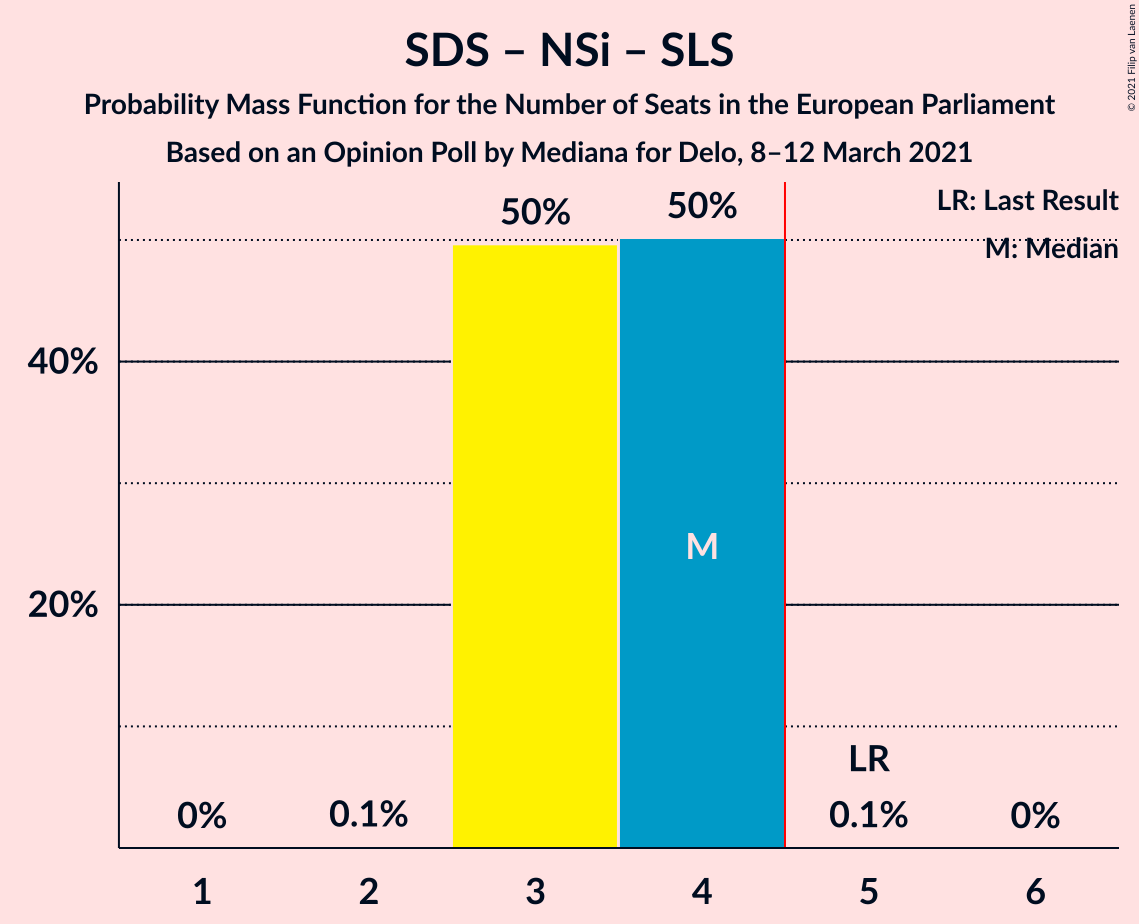 SDS – NSi – SLS
Probability Mass Function for the Number of Seats in the European Parliament
Based on an Opinion Poll by Mediana for Delo, 8–12 March 2021
© 2021 Filip van Laenen
LR: Last Result
M: Median
50%
50%
40%
20%
M
LR
0%
0.1%
0.1%
0%
1
2
3
4
5
6